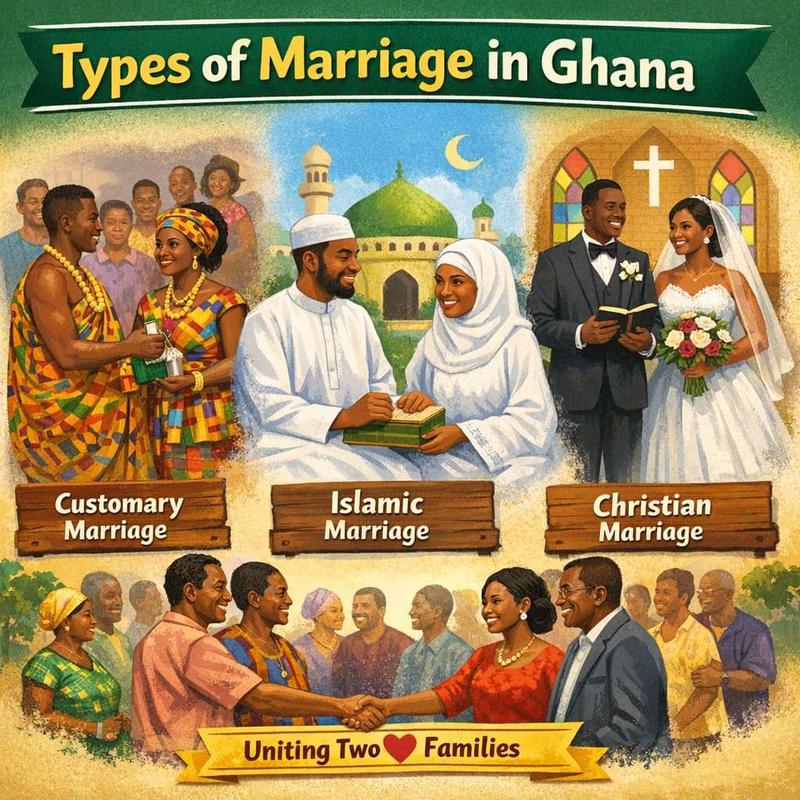 Types of Marriage in Ghana
Customary
Marriage
Islamic
Marriage
Christian
Marriage
Uniting Two ❤ Families